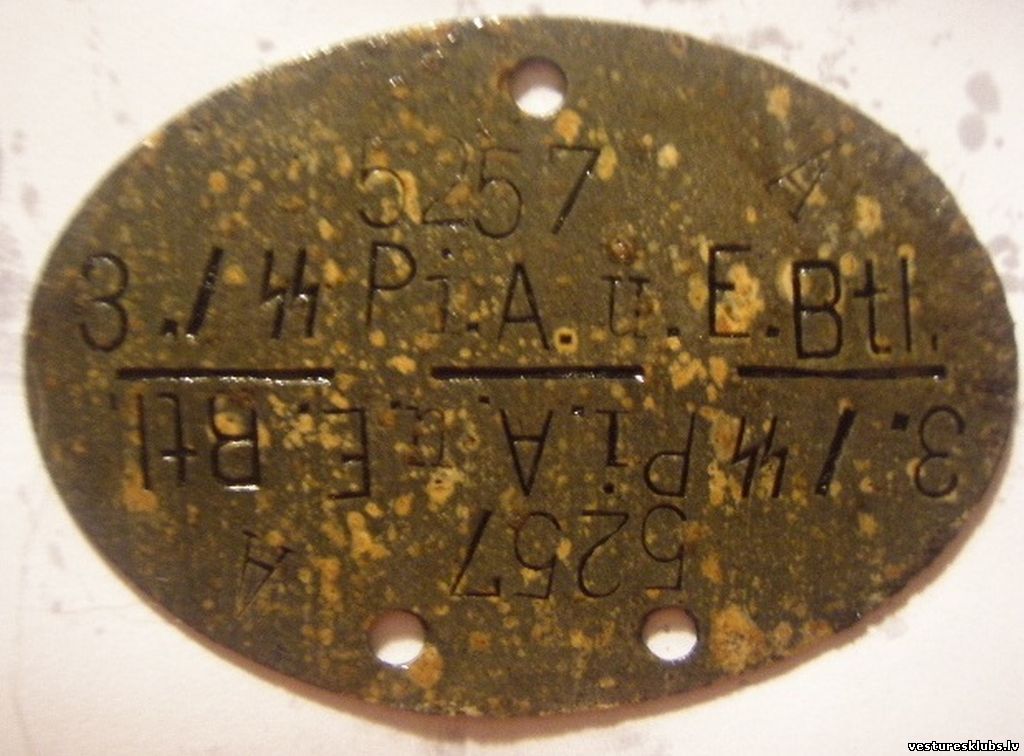 5257 A
3./ᛋᛋ Pi.A.ü.E.Btl.
3./ᛋᛋ Pi.A.ü.E.Btl.
5257 A
vesturesklubs.lv